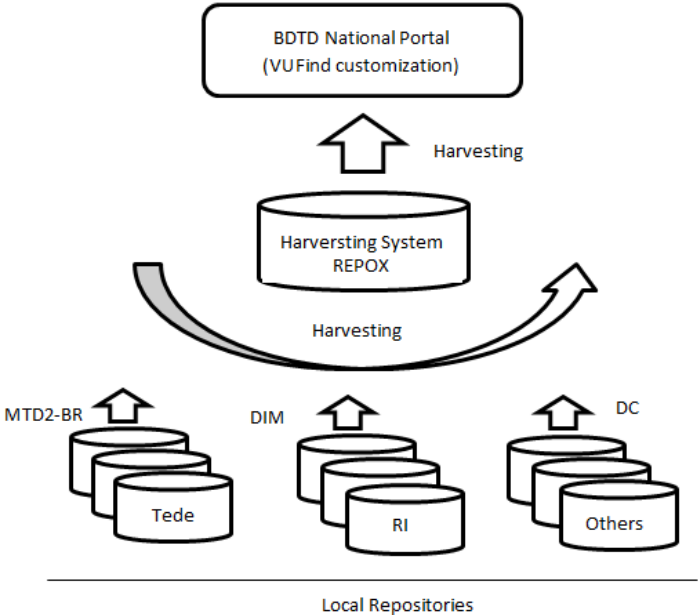 BDTD National Portal
(VUFind customization)
Harvesting
Harversting System
REPOX
Harvesting
MTD2-BR
DIM
DC
Tede
RI
Others
Local Repositories